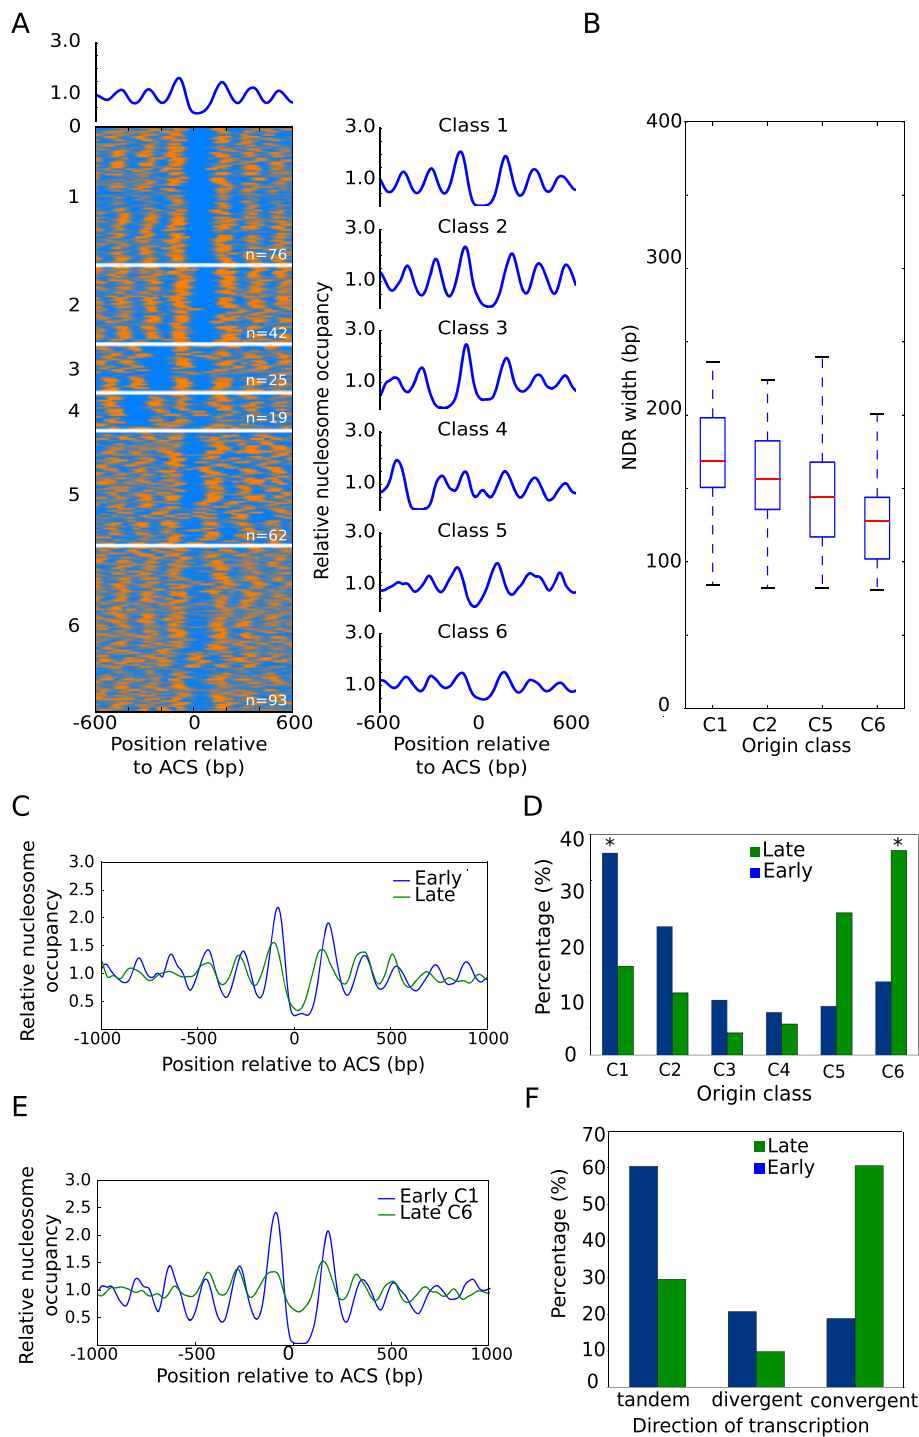 A
3.0
1.0
0
1
n=76
2
n=42
3
n=25
4
n=19
5
n=62
6
n=93
-600
0
600
Position relative
to ACS (bp)
Relative nucleosome occupancy
Class 1
3.0
1.0
Class 2
3.0
1.0
Class 3
3.0
1.0
Class 4
3.0
1.0
Class 5
3.0
1.0
Class 6
3.0
1.0
-600
0
600
Position relative
to ACS (bp)
B
400
300
200
100
0
NDR width (bp)
C1
C2
C5
C6
Origin class
C
3.0
2.5
2.0
1.5
1.0
0.5
Relative nucleosome
occupancy
Early
Late
-1000
-500
0
500
1000
Position relative to ACS (bp)
D
40
30
20
10
0
Percentage (%)
*
*
Late
Early
C1
C2
C3
C4
C5
C6
Origin class
E
3.0
2.5
2.0
1.5
1.0
0.5
Relative nucleosome
occupancy
Early C1
Late C6
-1000
-500
0
500
1000
Position relative to ACS (bp)
F
70
60
50
40
30
20
10
0
Percentage (%)
Late
Early
tandem
divergent
convergent
Direction of transcription